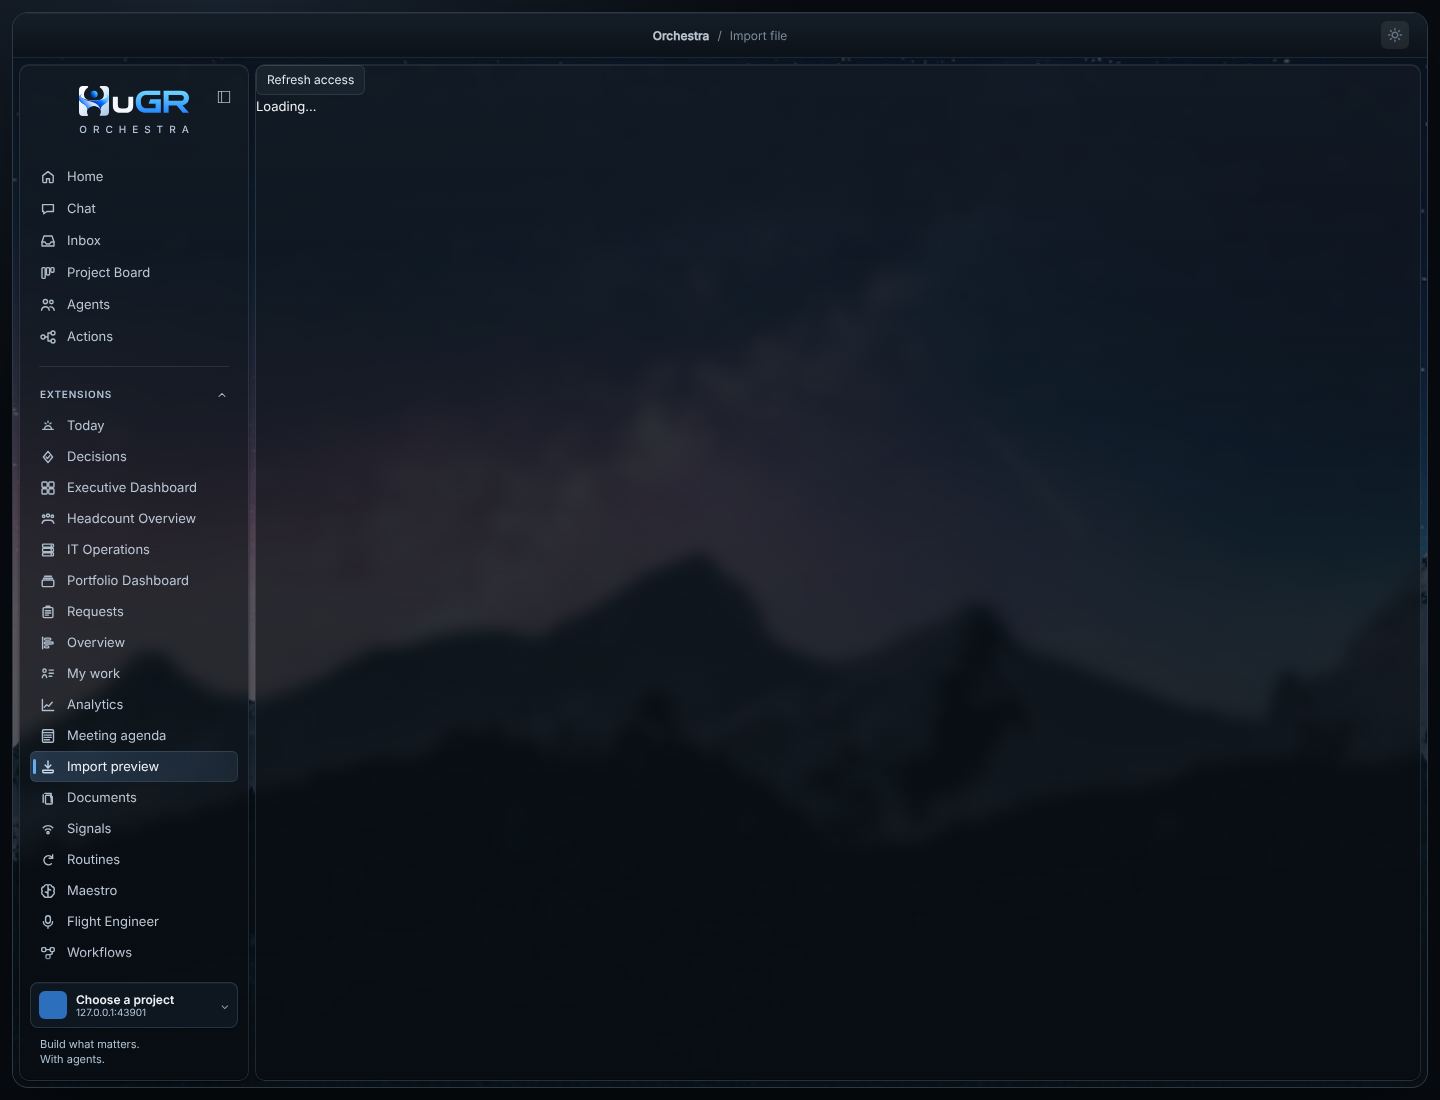 Orchestra / Import file
HuGR
ORCHESTRA
Home
Chat
Inbox
Project Board
Agents
Actions
EXTENSIONS
Today
Decisions
Executive Dashboard
Headcount Overview
IT Operations
Portfolio Dashboard
Requests
Overview
My work
Analytics
Meeting agenda
Import preview
Documents
Signals
Routines
Maestro
Flight Engineer
Workflows
Choose a project
127.0.0.1:43901
Build what matters.
With agents.
Refresh access
Loading...